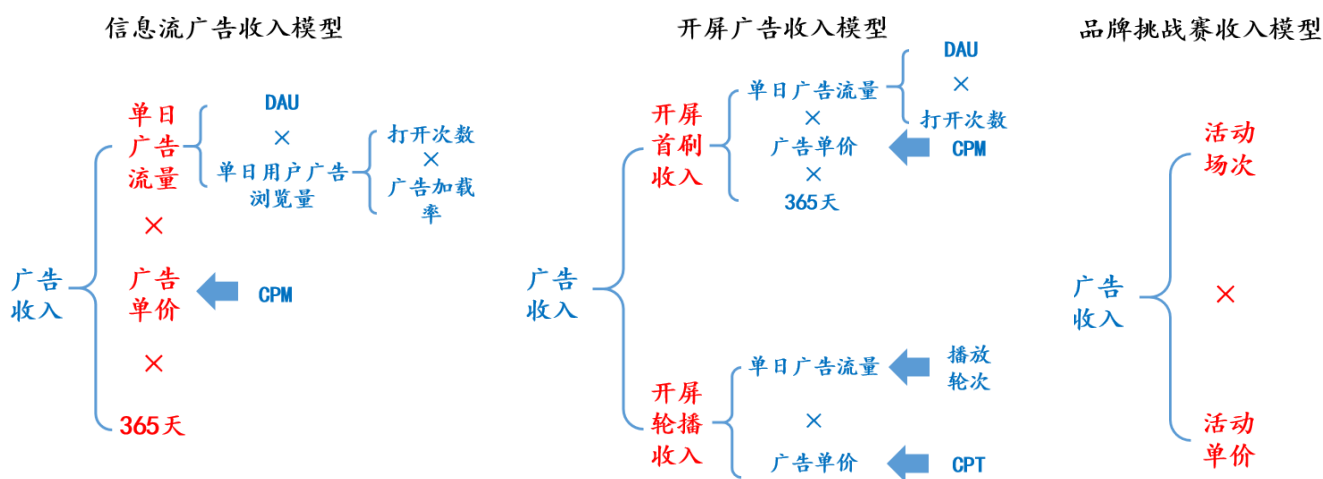 信息流广告收入模型
广告
收入
单日
广告
流量
DAU
×
单日用户广告
浏览量
打开次数
×
广告加载
率
×
广告
单价
CPM
×
365天
开屏广告收入模型
广告
收入
开屏
首刷
收入
单日广告流量
DAU
×
打开次数
×
广告单价
CPM
×
365天
开屏
轮播
收入
单日广告流量
播放
轮次
×
广告单价
CPT
品牌挑战赛收入模型
广告
收入
活动
场次
×
活动
单价